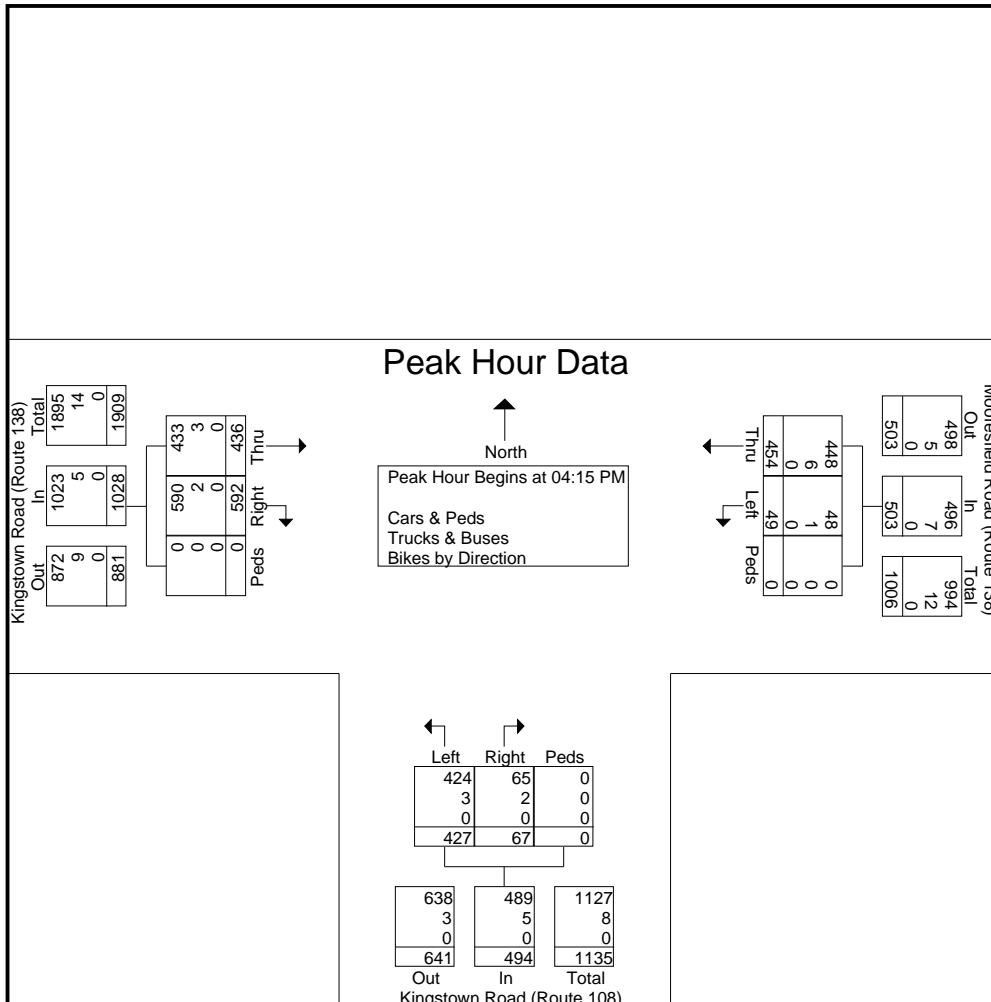 Peak Hour Data
North
Peak Hour Begins at 04:15 PM
Cars & Peds
Trucks & Buses
Bikes by Direction
Kingstown Road (Route 138)
Total
1895
14
0
1909
In
1023
5
0
1028
Out
872
9
0
881
Thru
433
3
0
436
Right
590
2
0
592
Peds
0
0
0
0
Thru
448
6
0
454
Left
48
1
0
49
Peds
0
0
0
0
Out
498
5
0
503
In
496
7
0
503
Total
994
12
0
1006
Mooresfield Road (Route 138)
Left Right Peds
424 65 0
3 2 0
0 0 0
427 67 0
638 489 1127
3 5 8
0 0 0
641 494 1135
Out In Total
Kingstown Road (Route 108)